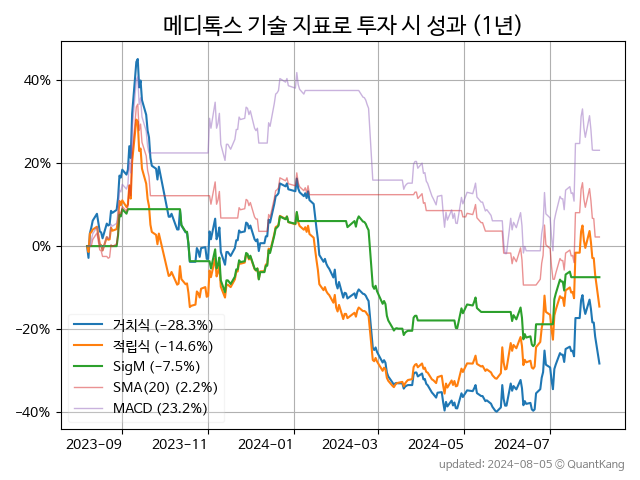 메디톡스 기술 지표로 투자 시 성과 (1년)
40%
20%
0%
−20%
−40%
거치식 (−28.3%)
적립식 (−14.6%)
SigM (−7.5%)
SMA(20) (2.2%)
MACD (23.2%)
2023−09 2023−11 2024−01 2024−03 2024−05 2024−07
updated: 2024−08−05 © QuantKang